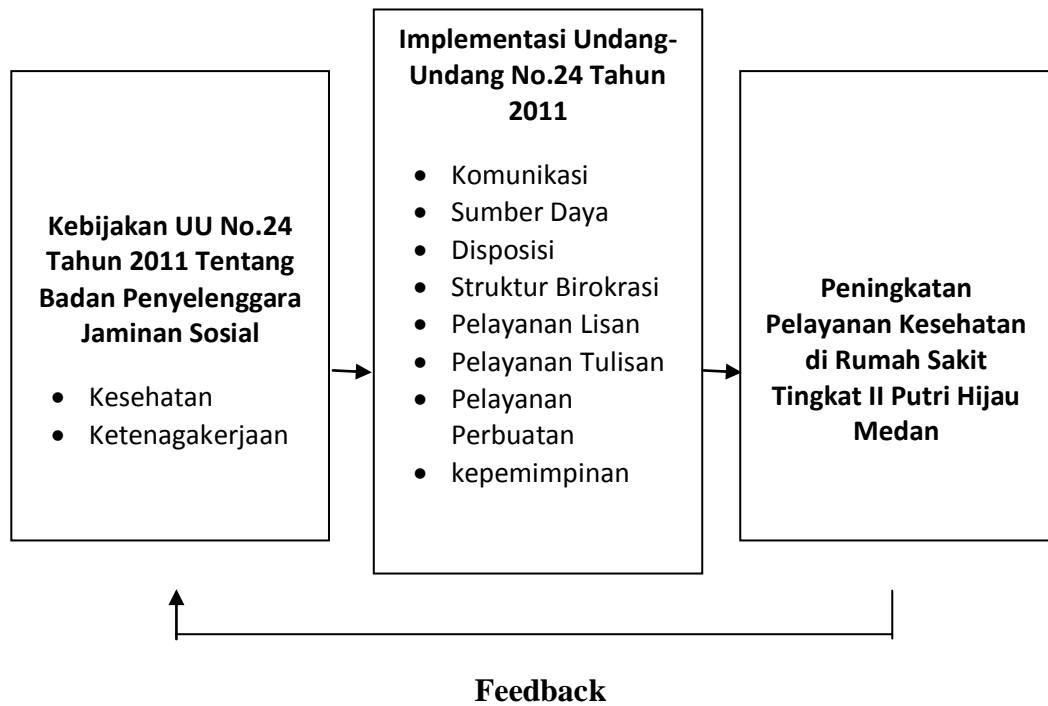 Kebijakan UU No.24
Tahun 2011 Tentang
Badan Penyelenggara
Jaminan Sosial
• Kesehatan
• Ketenagakerjaan
Implementasi Undang-
Undang No.24 Tahun
2011
• Komunikasi
• Sumber Daya
• Disposisi
• Struktur Birokrasi
• Pelayanan Lisan
• Pelayanan Tulisan
• Pelayanan
Perbuatan
• kepemimpinan
Peningkatan
Pelayanan Kesehatan
di Rumah Sakit
Tingkat II Putri Hijau
Medan
Feedback